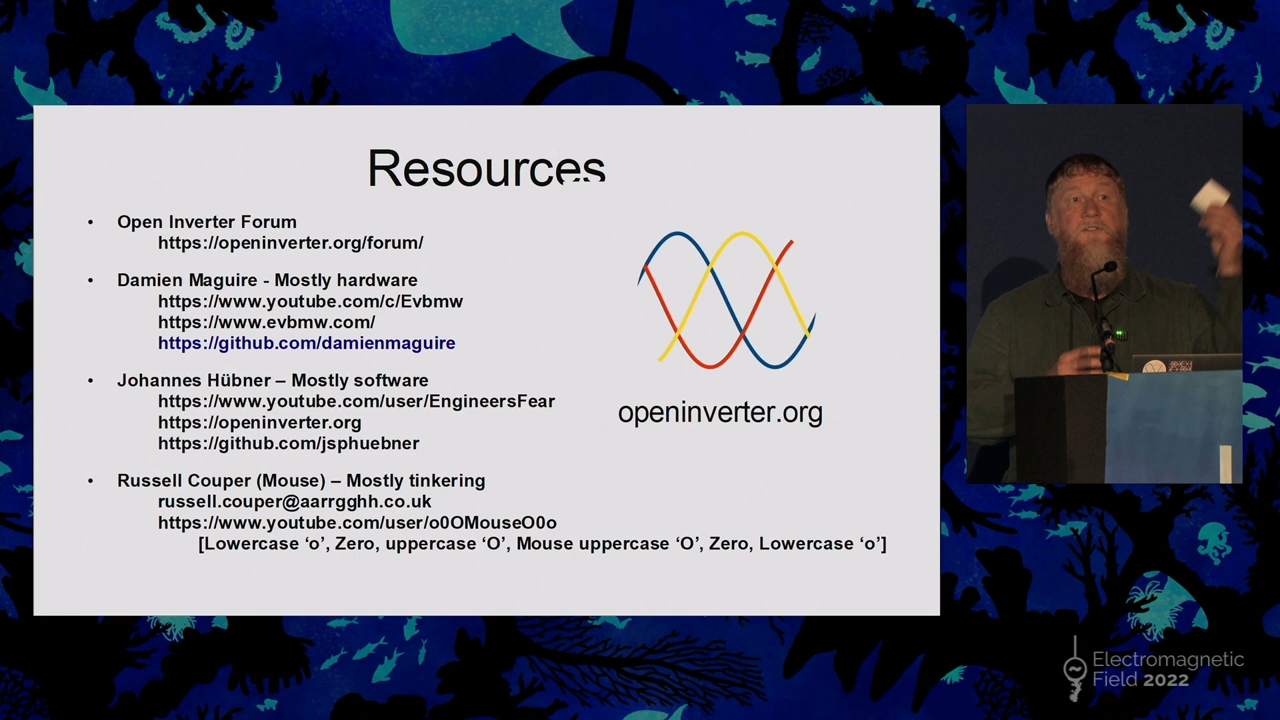 Resources
• Open Inverter Forum
https://openinverter.org/forum/
• Damien Maguire - Mostly hardware
https://www.youtube.com/c/Evbmw
https://www.evbmw.com/
https://github.com/damienmaguire
• Johannes Hübner – Mostly software
https://www.youtube.com/user/EngineersFear
https://openinverter.org
https://github.com/jsphuebner
• Russell Couper (Mouse) – Mostly tinkering
russell.couper@aarrgghh.co.uk
https://www.youtube.com/user/o0OMouseO0o
[Lowercase ‘o’, Zero, uppercase ‘O’, Mouse uppercase ‘O’, Zero, Lowercase ‘o’]
openinverter.org
Electromagnetic
Field 2022